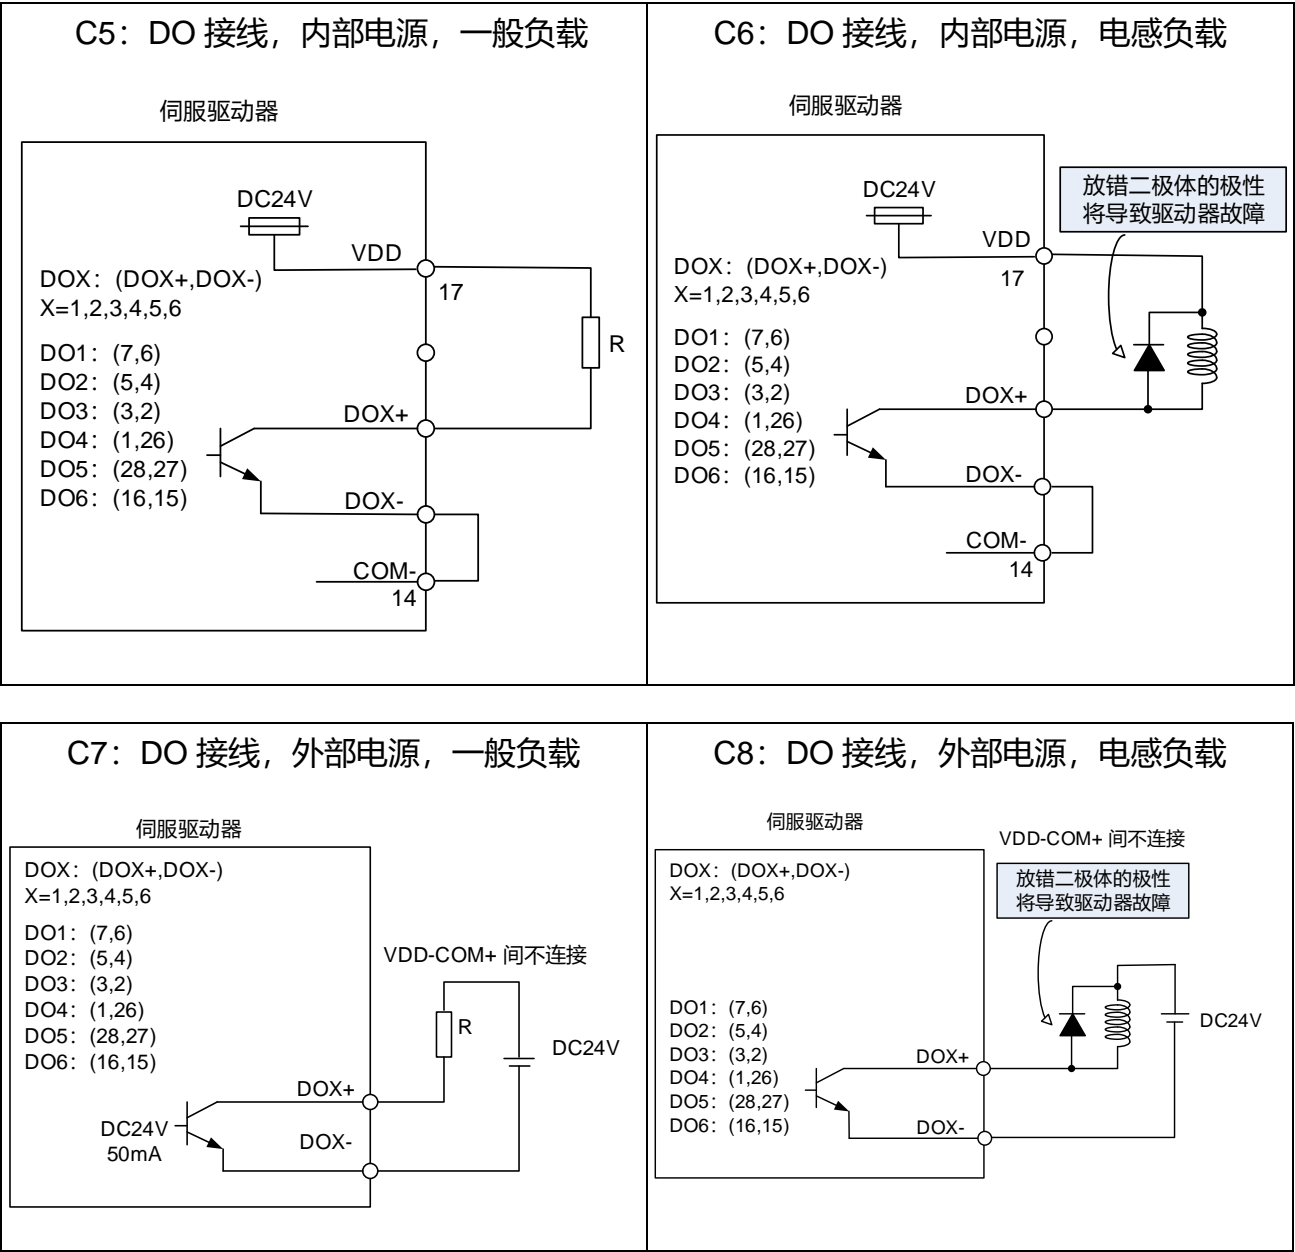 C5：DO 接线，内部电源，一般负载
伺服驱动器
DC24V
VDD
17
DOX：(DOX+,DOX-)
X=1,2,3,4,5,6
R
DO1：(7,6)
DO2：(5,4)
DO3：(3,2)
DO4：(1,26)
DO5：(28,27)
DO6：(16,15)
DOX+
DOX-
COM-
14
C6：DO 接线，内部电源，电感负载
伺服驱动器
放错二极体的极性
将导致驱动器故障
DC24V
VDD
17
DOX：(DOX+,DOX-)
X=1,2,3,4,5,6
DO1：(7,6)
DO2：(5,4)
DO3：(3,2)
DO4：(1,26)
DO5：(28,27)
DO6：(16,15)
DOX+
DOX-
COM-
14
C7：DO 接线，外部电源，一般负载
伺服驱动器
DOX：(DOX+,DOX-)
X=1,2,3,4,5,6
DO1：(7,6)
DO2：(5,4)
DO3：(3,2)
DO4：(1,26)
DO5：(28,27)
DO6：(16,15)
VDD-COM+ 间不连接
R
DC24V
DOX+
DC24V
50mA
DOX-
C8：DO 接线，外部电源，电感负载
伺服驱动器
VDD-COM+ 间不连接
放错二极体的极性
将导致驱动器故障
DOX：(DOX+,DOX-)
X=1,2,3,4,5,6
DO1：(7,6)
DO2：(5,4)
DO3：(3,2)
DO4：(1,26)
DO5：(28,27)
DO6：(16,15)
DC24V
DOX+
DOX-